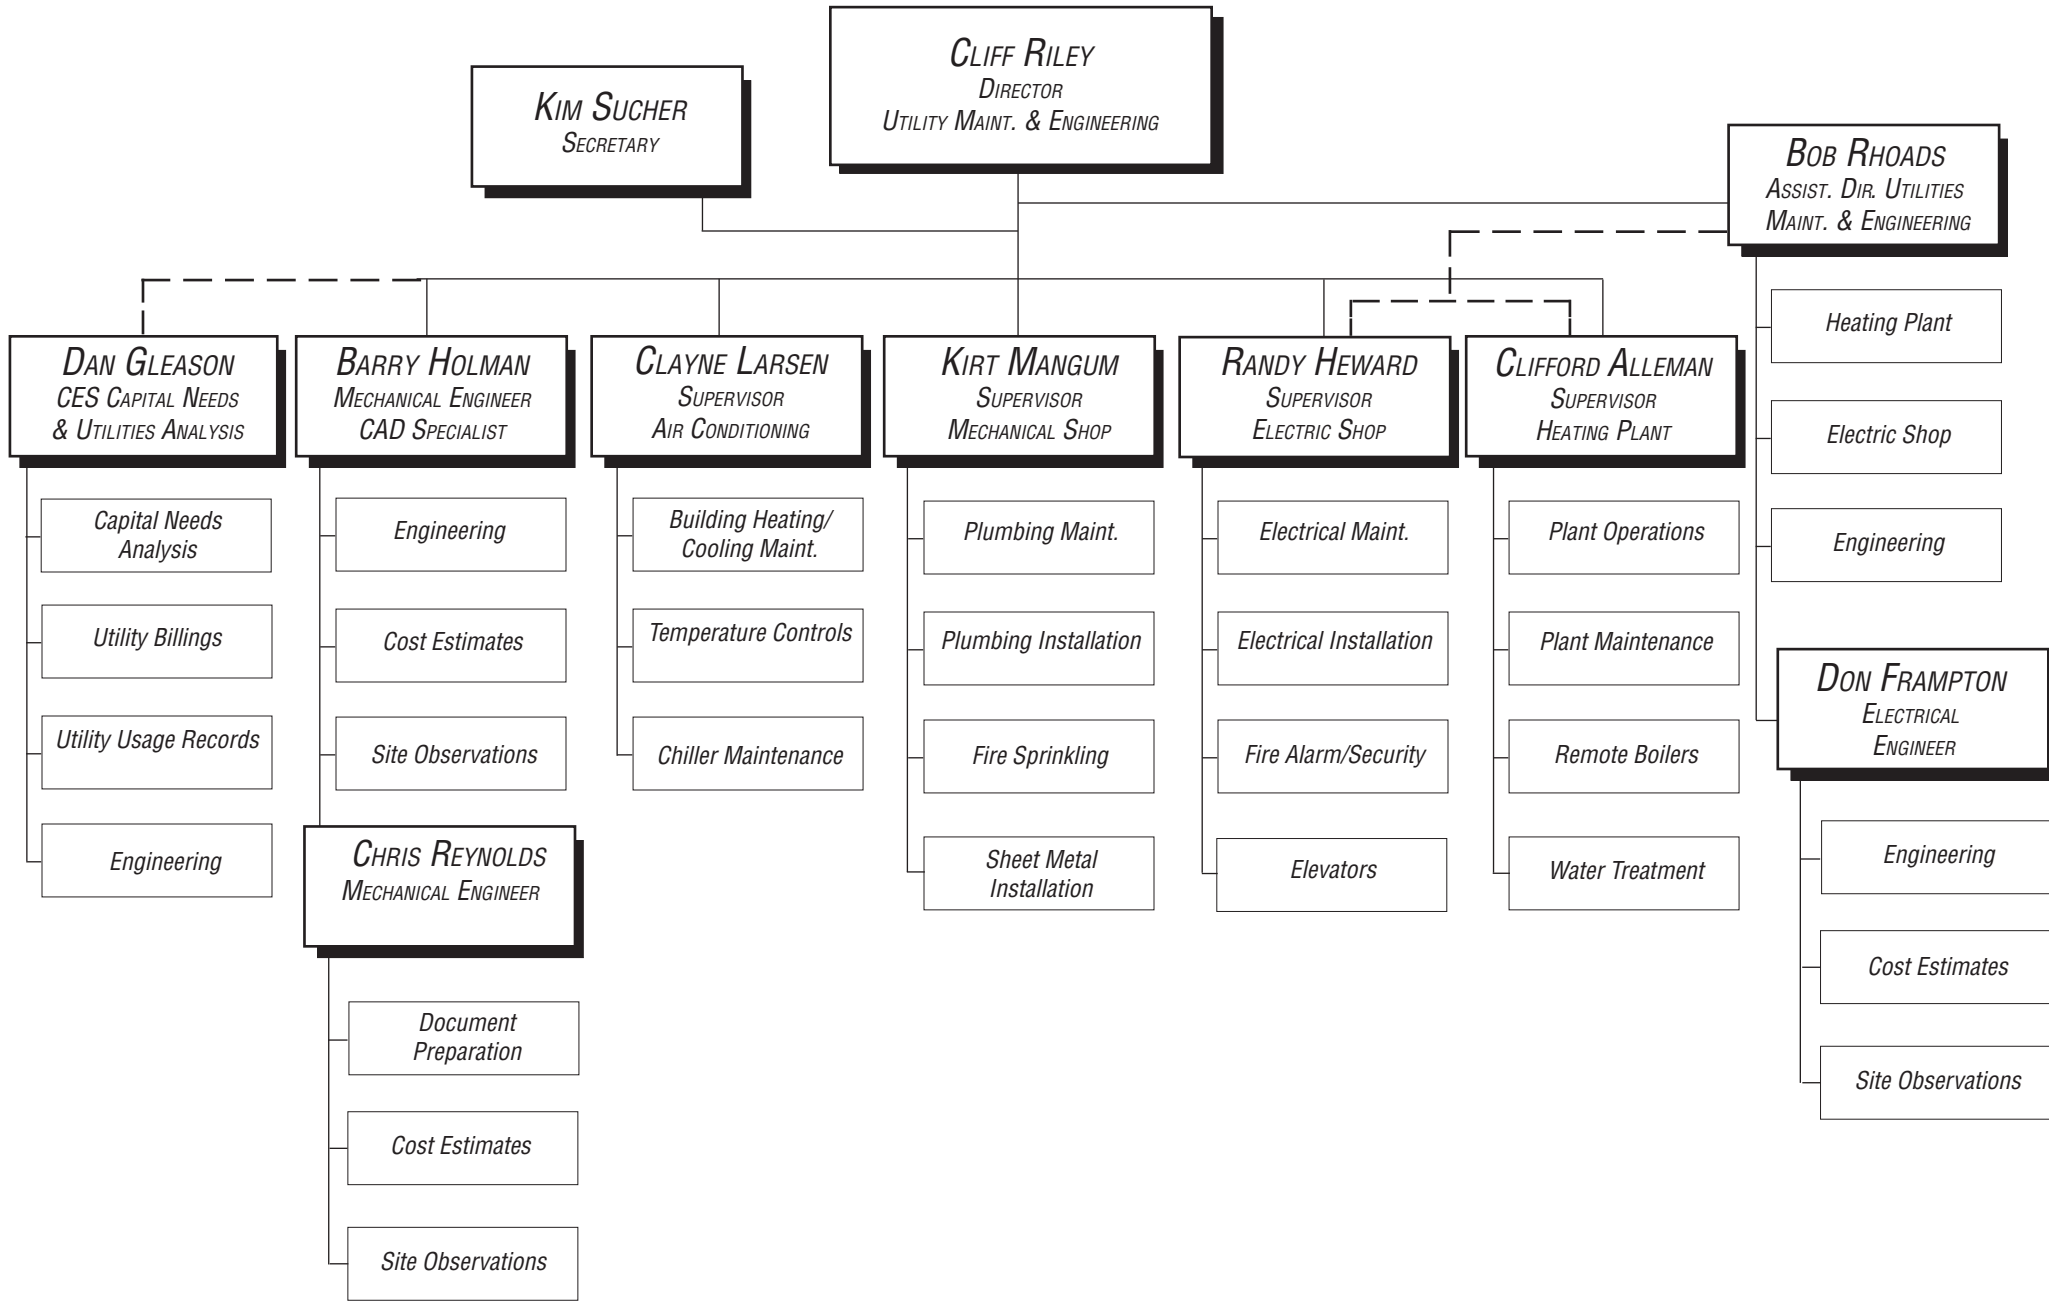 Cliff Riley
Director
Utility Maint. & Engineering
Kim Sucher
Secretary
Bob Rhoads
Assist. Dir. Utilities
Maint. & Engineering
Heating Plant
Electric Shop
Engineering
Dan Gleason
CES Capital Needs
& Utilities Analysis
Capital Needs
Analysis
Utility Billings
Utility Usage Records
Engineering
Barry Holman
Mechanical Engineer
CAD Specialist
Engineering
Cost Estimates
Site Observations
Chris Reynolds
Mechanical Engineer
Document
Preparation
Cost Estimates
Site Observations
Clayne Larsen
Supervisor
Air Conditioning
Building Heating/
Cooling Maint.
Temperature Controls
Chiller Maintenance
Kirt Mangum
Supervisor
Mechanical Shop
Plumbing Maint.
Plumbing Installation
Fire Sprinkling
Sheet Metal
Installation
Randy Heward
Supervisor
Electric Shop
Electrical Maint.
Electrical Installation
Fire Alarm/Security
Elevators
Clifford Alleman
Supervisor
Heating Plant
Plant Operations
Plant Maintenance
Remote Boilers
Water Treatment
Don Frampton
Electrical
Engineer
Engineering
Cost Estimates
Site Observations